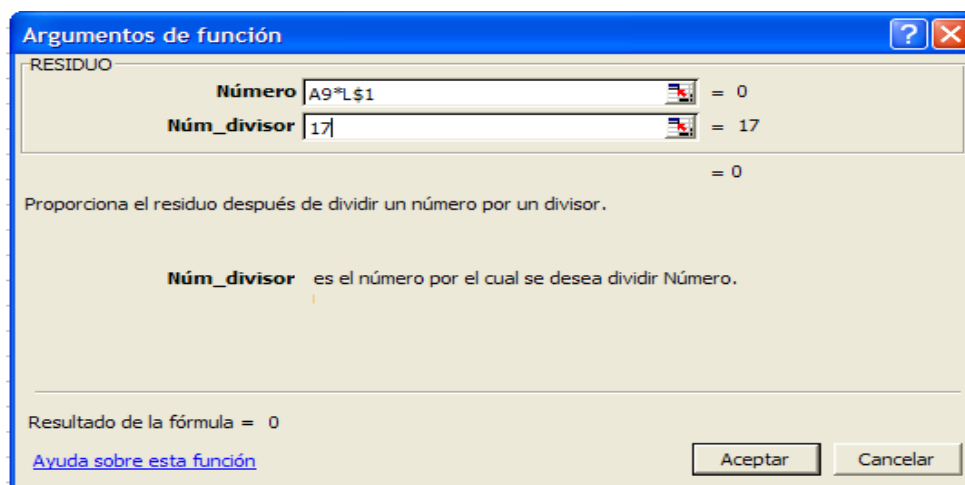 Argumentos de función
RESIDUO
Número A9*L$1 = 0
Núm_divisor 17 = 17
= 0
Proporciona el residuo después de dividir un número por un divisor.
Núm_divisor es el número por el cual se desea dividir Número.
Resultado de la fórmula = 0
Ayuda sobre esta función Aceptar Cancelar